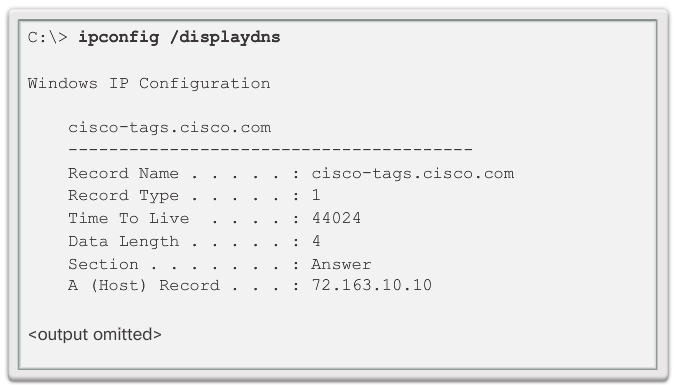 C:\> ipconfig /displaydns
Windows IP Configuration
cisco-tags.cisco.com
----------------------------------------
Record Name . . . . . : cisco-tags.cisco.com
Record Type . . . . . : 1
Time To Live  . . . . : 44024
Data Length . . . . . : 4
Section . . . . . . . : Answer
A (Host) Record . . . : 72.163.10.10
<output omitted>